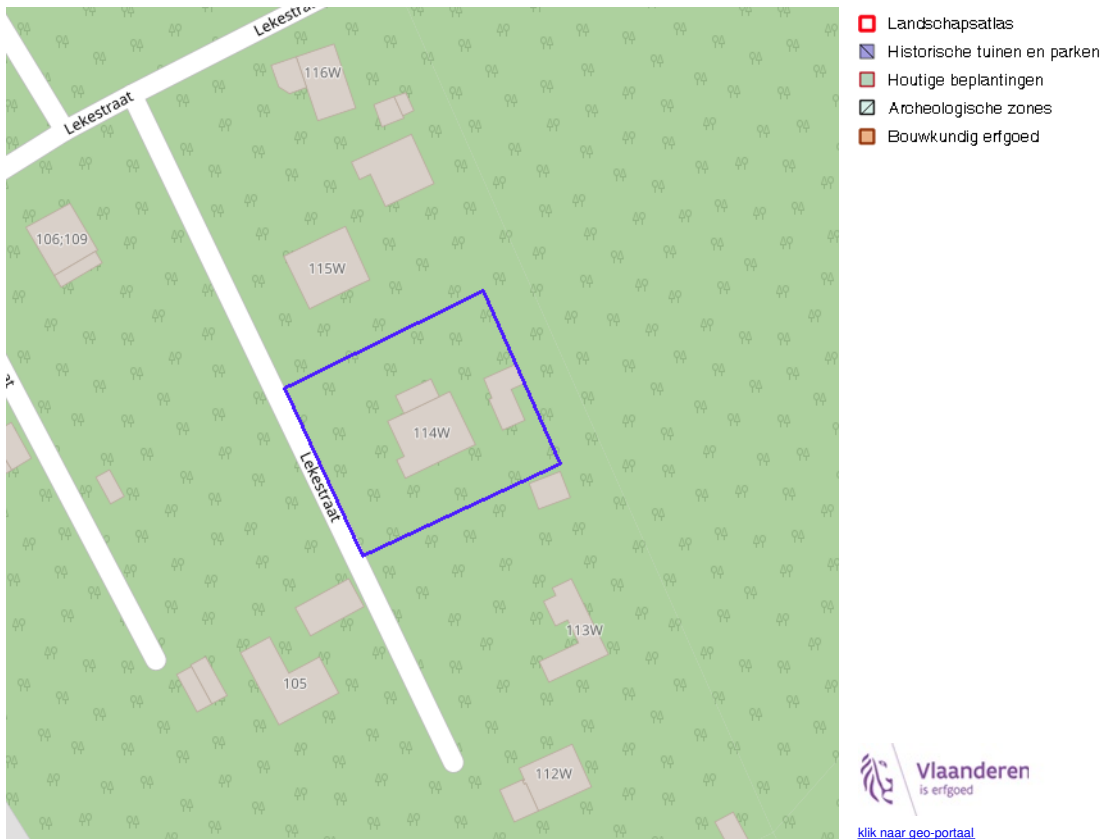 Lekestraat
116W
Lekestraat
106;109
115W
114W
Lekestraat
105
113W
112W
Landschapsatlas
Historische tuinen en parken
Houtige beplantingen
Archeologische zones
Bouwkundig erfgoed
Vlaanderen
is erfgoed
klik naar geo-portaal